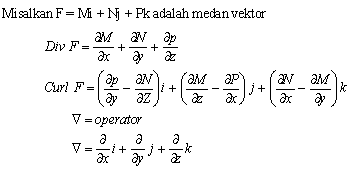 Misalkan F = Mi + Nj + Pk adalah medan vektor
Div F = ∂M/∂x + ∂N/∂y + ∂p/∂z
Curl F = (∂p/∂y − ∂N/∂Z) i + (∂M/∂z − ∂P/∂x) j + (∂N/∂x − ∂M/∂y) k
∇ = operator
∇ = ∂/∂x i + ∂/∂y j + ∂/∂z k